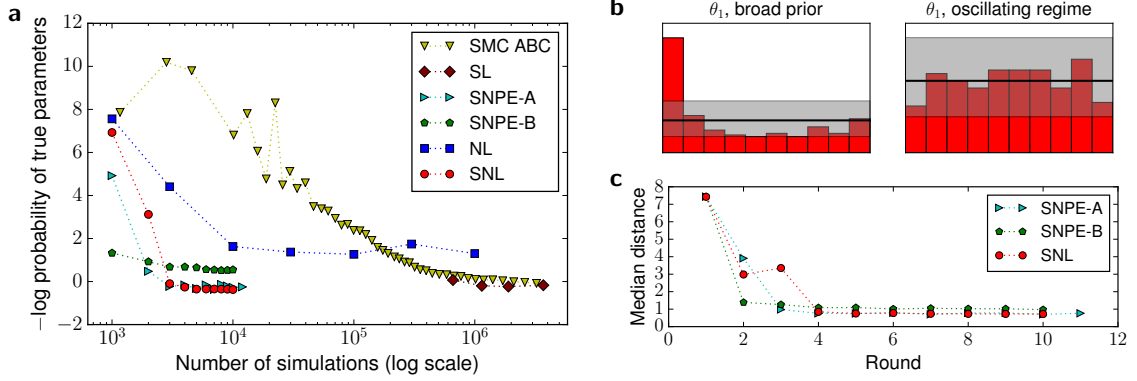 a
−log probability of true parameters
12
10
8
6
4
2
0
−2
10³
10⁴
10⁵
10⁶
Number of simulations (log scale)
SMC ABC
SL
SNPE-A
SNPE-B
NL
SNL
b
θ₁, broad prior
θ₁, oscillating regime
c
Median distance
8
7
6
5
4
3
2
1
0
0
2
4
6
8
10
12
Round
SNPE-A
SNPE-B
SNL